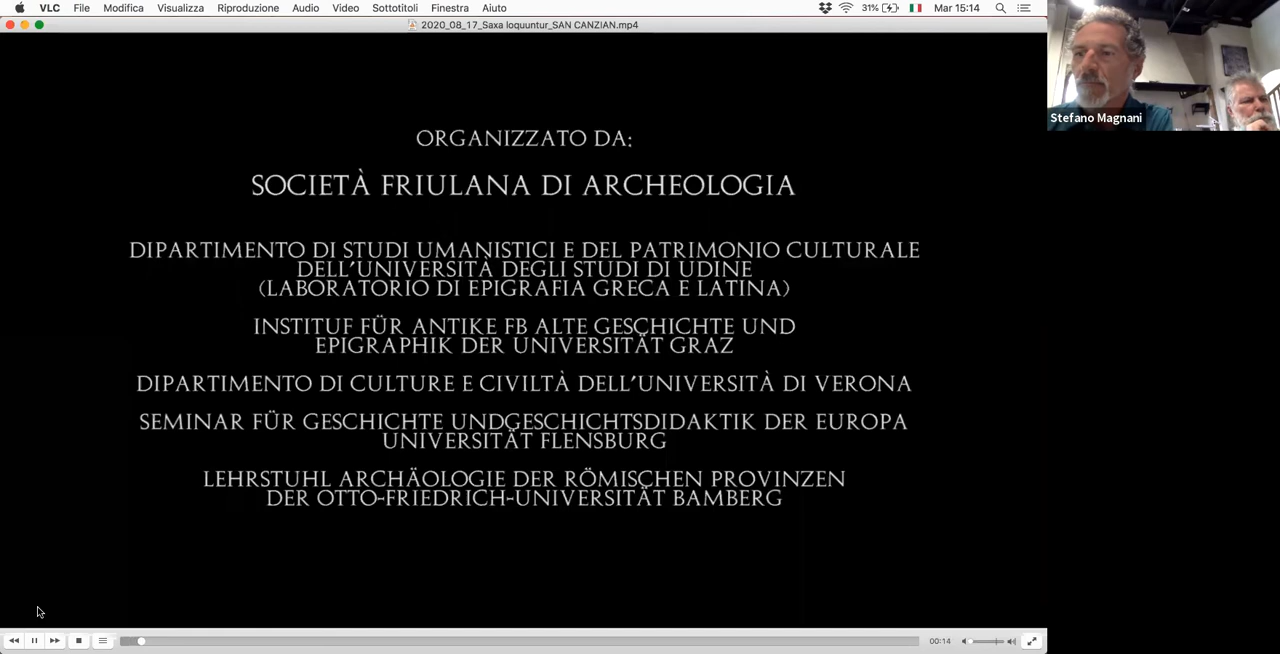 VLC File Modifica Visualizza Riproduzione Audio Video Sottotitoli Finestra Aiuto 31% Mar 15:14
2020_08_17_Saxa loquuntur_SAN CANZIAN.mp4
Stefano Magnani
ORGANIZZATO DA:
SOCIETÀ FRIULANA DI ARCHEOLOGIA
DIPARTIMENTO DI STUDI UMANISTICI E DEL PATRIMONIO CULTURALE
DELL'UNIVERSITÀ DEGLI STUDI DI UDINE
(LABORATORIO DI EPIGRAFIA GRECA E LATINA)
INSTITUF FÜR ANTIKE FB ALTE GESCHICHTE UND
EPIGRAPHIK DER UNIVERSITÄT GRAZ
DIPARTIMENTO DI CULTURE E CIVILTÀ DELL'UNIVERSITÀ DI VERONA
SEMINAR FÜR GESCHICHTE UNDGESCHICHTSDIDAKTIK DER EUROPA
UNIVERSITÄT FLENSBURG
LEHRSTUHL ARCHÄOLOGIE DER RÖMISCHEN PROVINZEN
DER OTTO-FRIEDRICH-UNIVERSITÄT BAMBERG
00:14